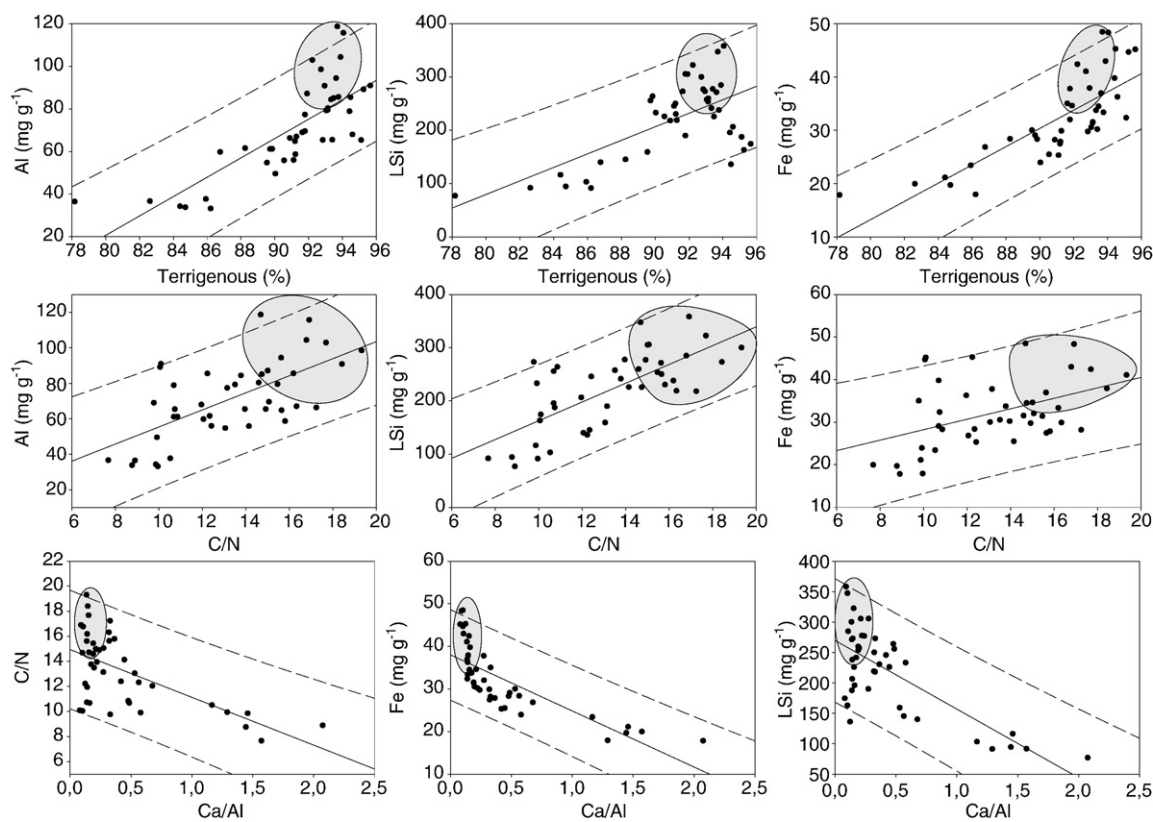 120
100
80
60
40
20
Al (mg g⁻¹)
78 80 82 84 86 88 90 92 94 96
Terrigenous (%)
400
300
200
100
0
LSi (mg g⁻¹)
78 80 82 84 86 88 90 92 94 96
Terrigenous (%)
50
40
30
20
10
Fe (mg g⁻¹)
78 80 82 84 86 88 90 92 94 96
Terrigenous (%)
120
100
80
60
40
20
Al (mg g⁻¹)
6 8 10 12 14 16 18 20
C/N
400
300
200
100
0
LSi (mg g⁻¹)
6 8 10 12 14 16 18 20
C/N
60
50
40
30
20
10
Fe (mg g⁻¹)
6 8 10 12 14 16 18 20
C/N
22
20
18
16
14
12
10
8
6
C/N
0,0 0,5 1,0 1,5 2,0 2,5
Ca/Al
60
50
40
30
20
10
Fe (mg g⁻¹)
0,0 0,5 1,0 1,5 2,0 2,5
Ca/Al
400
350
300
250
200
150
100
50
LSi (mg g⁻¹)
0,0 0,5 1,0 1,5 2,0 2,5
Ca/Al